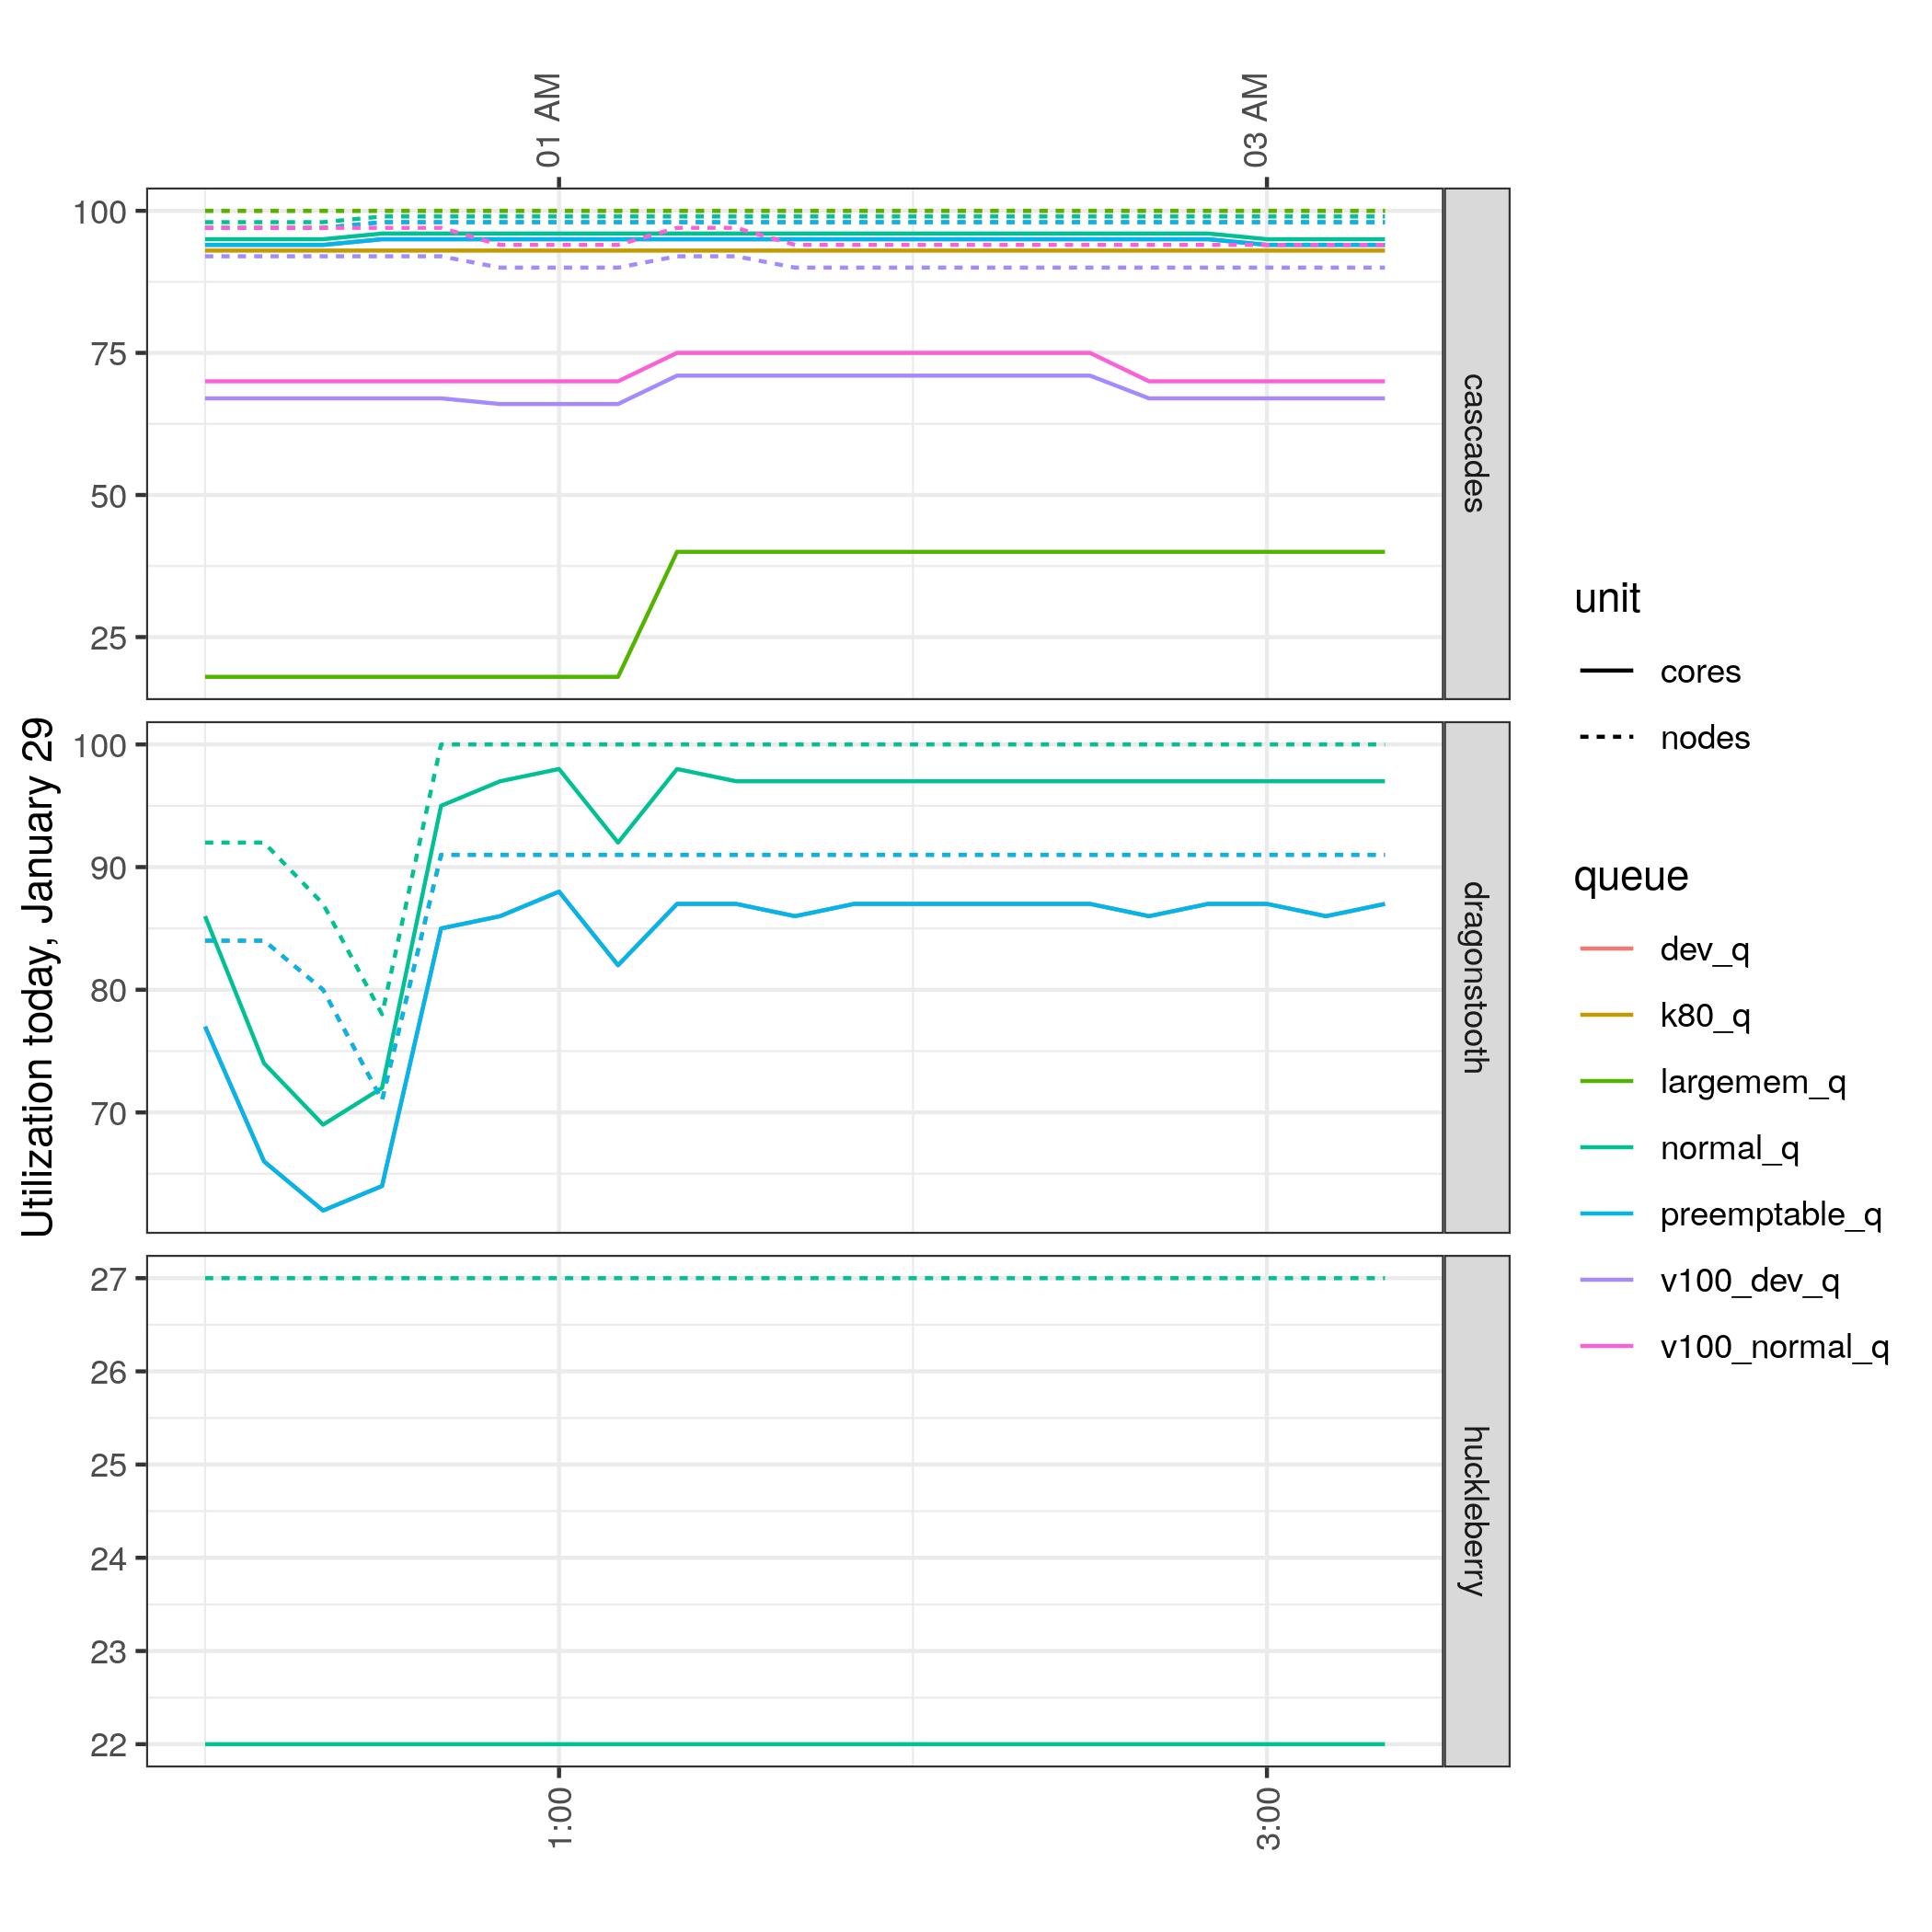 01 AM
03 AM
100
75
50
25
cascades
Utilization today, January 29
100
90
80
70
dragonstooth
27
26
25
24
23
22
huckleberry
1:00
3:00
unit
cores
nodes
queue
dev_q
k80_q
largemem_q
normal_q
preemptable_q
v100_dev_q
v100_normal_q